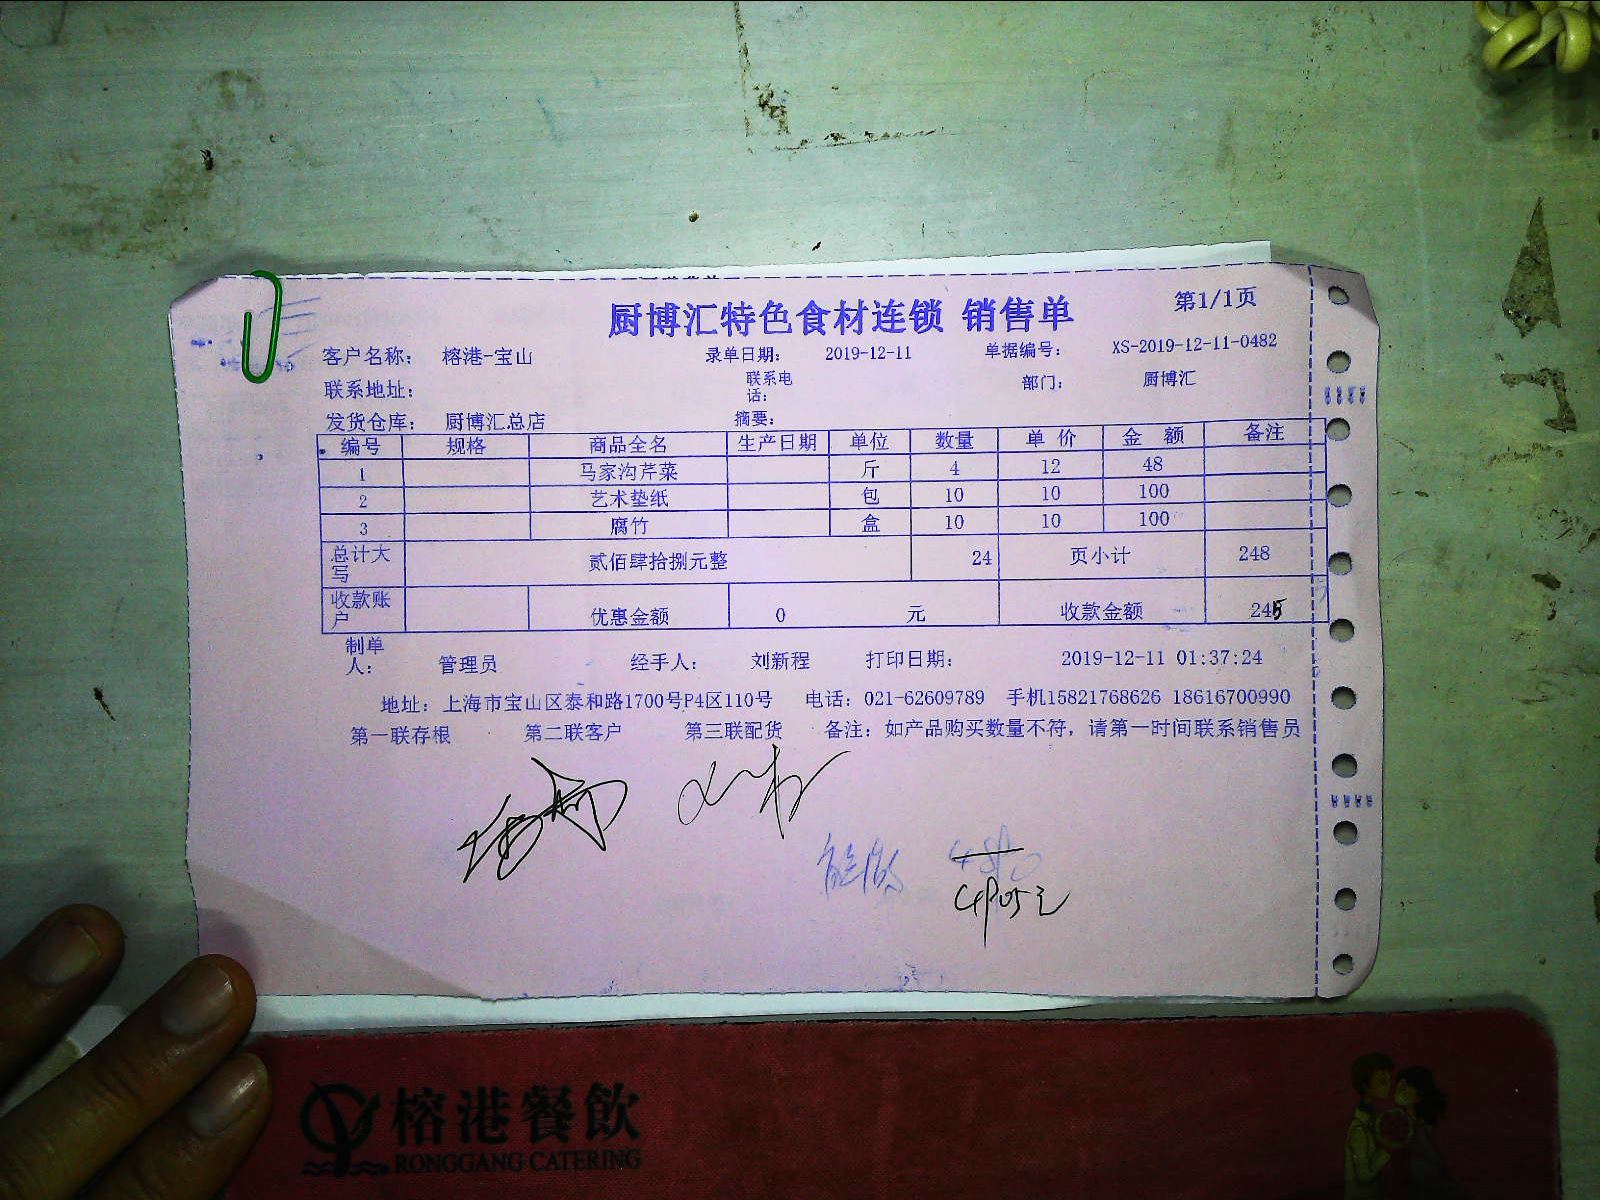 厨博汇特色食材连锁 销售单 第1/1页
客户名称： 榕港-宝山 录单日期： 2019-12-11 单据编号： XS-2019-12-11-0482
联系地址： 联系电话： 部门： 厨博汇
发货仓库： 厨博汇总店 摘要：
编号 规格 商品全名 生产日期 单位 数量 单 价 金 额 备注
1 马家沟芹菜 斤 4 12 48
2 艺术垫纸 包 10 10 100
3 腐竹 盒 10 10 100
总计大写 贰佰肆拾捌元整 24 页小计 248
收款账户 优惠金额 0 元 收款金额 245
制单人： 管理员 经手人： 刘新程 打印日期： 2019-12-11 01:37:24
地址：上海市宝山区泰和路1700号P4区110号 电话：021-62609789 手机15821768626 18616700990
第一联存根 第二联客户 第三联配货 备注：如产品购买数量不符，请第一时间联系销售员
榕港餐飲
RONGGANG CATERING